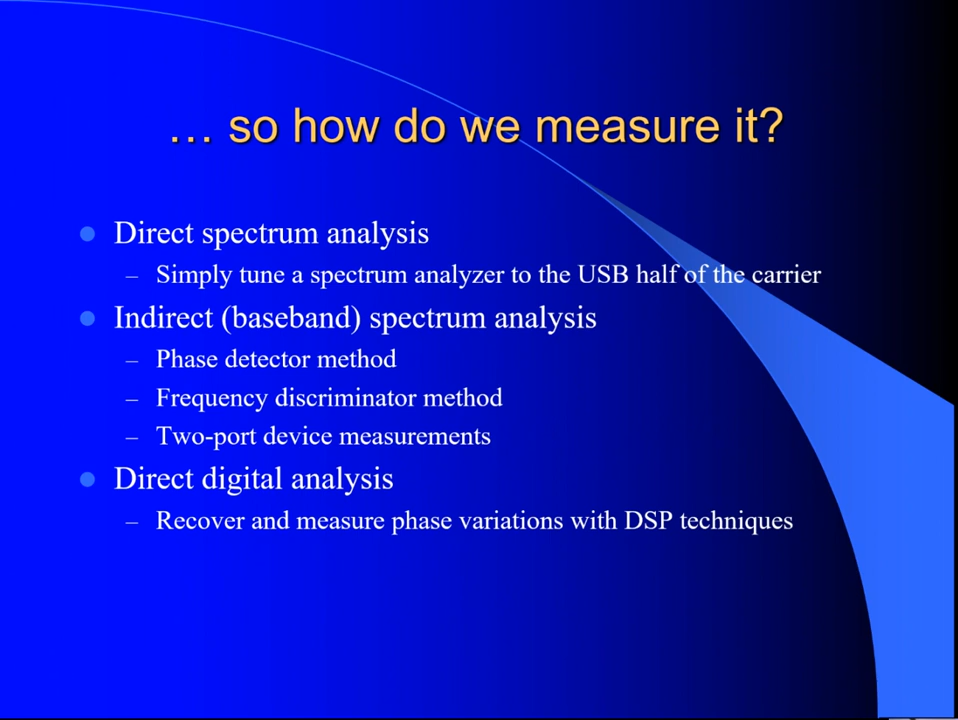 … so how do we measure it?
Direct spectrum analysis
– Simply tune a spectrum analyzer to the USB half of the carrier
Indirect (baseband) spectrum analysis
– Phase detector method
– Frequency discriminator method
– Two-port device measurements
Direct digital analysis
– Recover and measure phase variations with DSP techniques